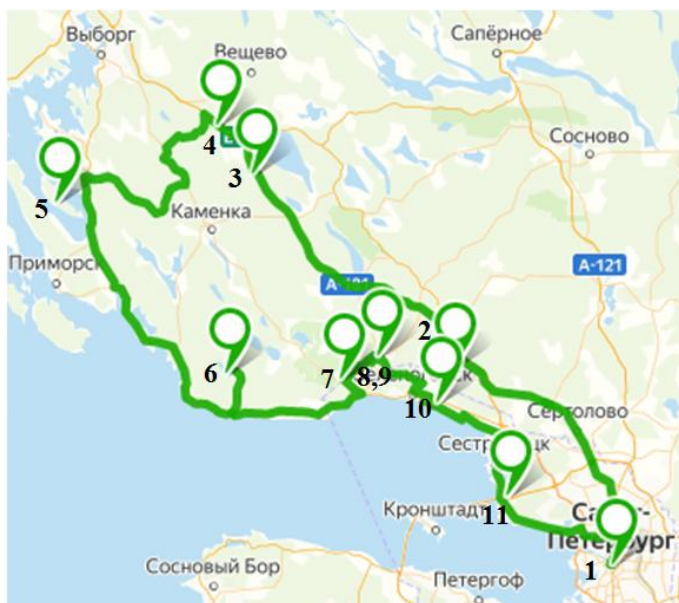 Выборг
Вещево
Сапёрное
4
Е
Сосново
3
5
Каменка
А-121
Приморск
А-181
2
6
7
8,9
10
Сертолово
Сестрорецк
Кронштадт
11
Санкт-
Петербург
1
Сосновый Бор
Петергоф